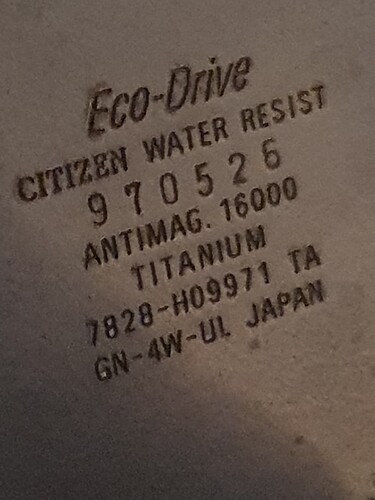 Eco-Drive
CITIZEN WATER RESIST
970526
ANTIMAG. 16000
TITANIUM
7828-H09971 TA
GN-4W-UL JAPAN